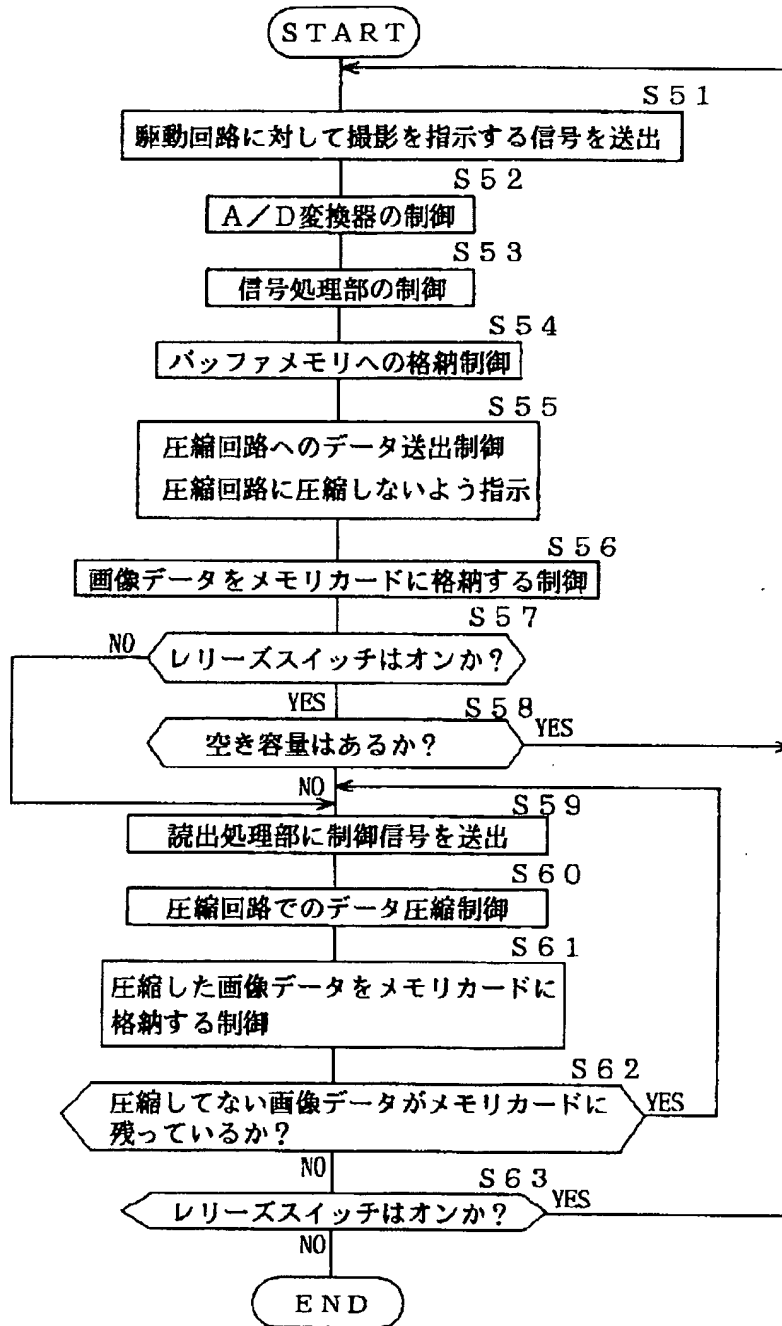 START
S51
駆動回路に対して撮影を指示する信号を送出
S52
A/D変換器の制御
S53
信号処理部の制御
S54
バッファメモリへの格納制御
S55
圧縮回路へのデータ送出制御
圧縮回路に圧縮しないよう指示
S56
画像データをメモリカードに格納する制御
S57
NO
レリーズスイッチはオンか?
YES
S58
空き容量はあるか?
YES
NO
S59
読出処理部に制御信号を送出
S60
圧縮回路でのデータ圧縮制御
S61
圧縮した画像データをメモリカードに
格納する制御
S62
圧縮してない画像データがメモリカードに
残っているか?
YES
NO
S63
レリーズスイッチはオンか?
YES
NO
END